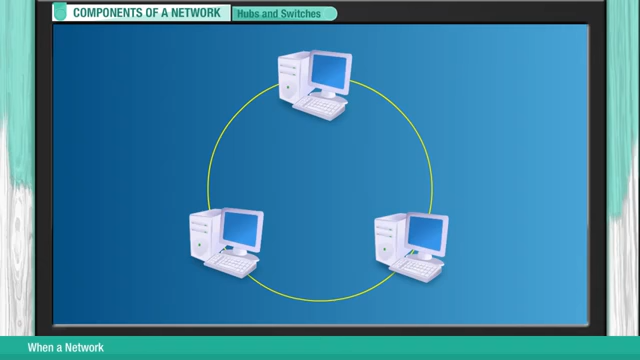 COMPONENTS OF A NETWORK
Hubs and Switches
When a Network